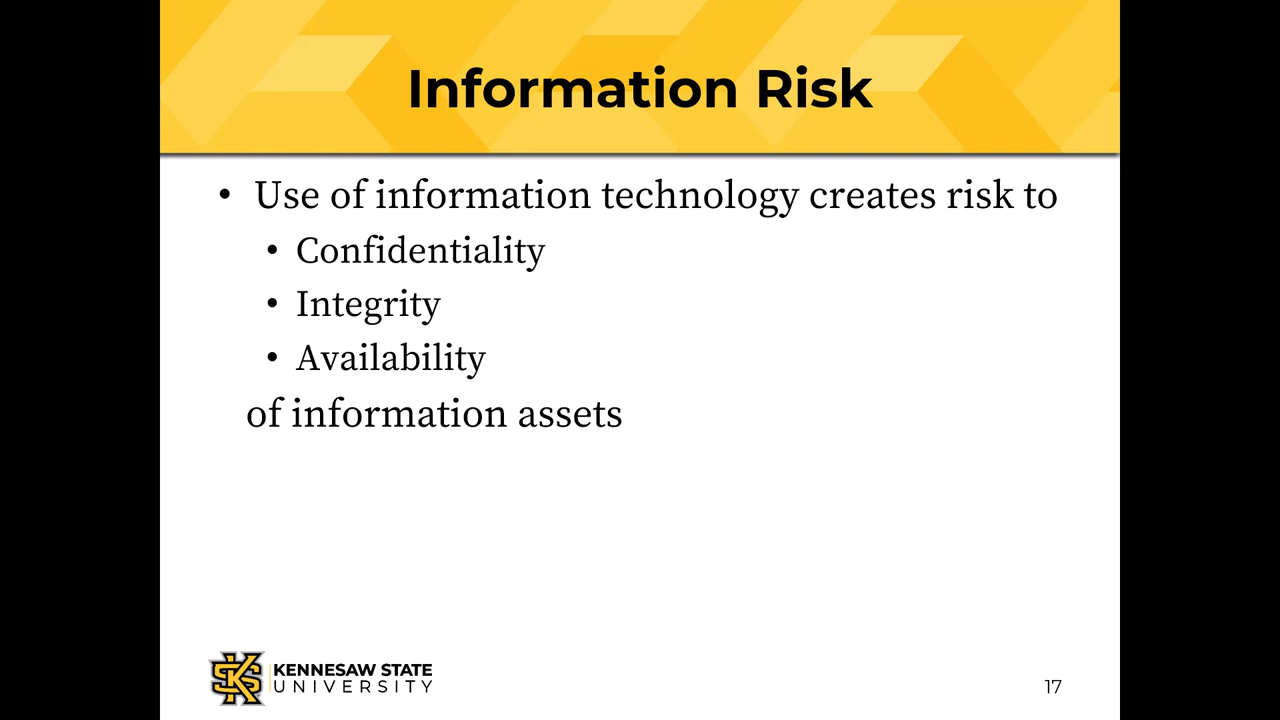 Information Risk
• Use of information technology creates risk to
• Confidentiality
• Integrity
• Availability
of information assets
KENNESAW STATE
UNIVERSITY
17